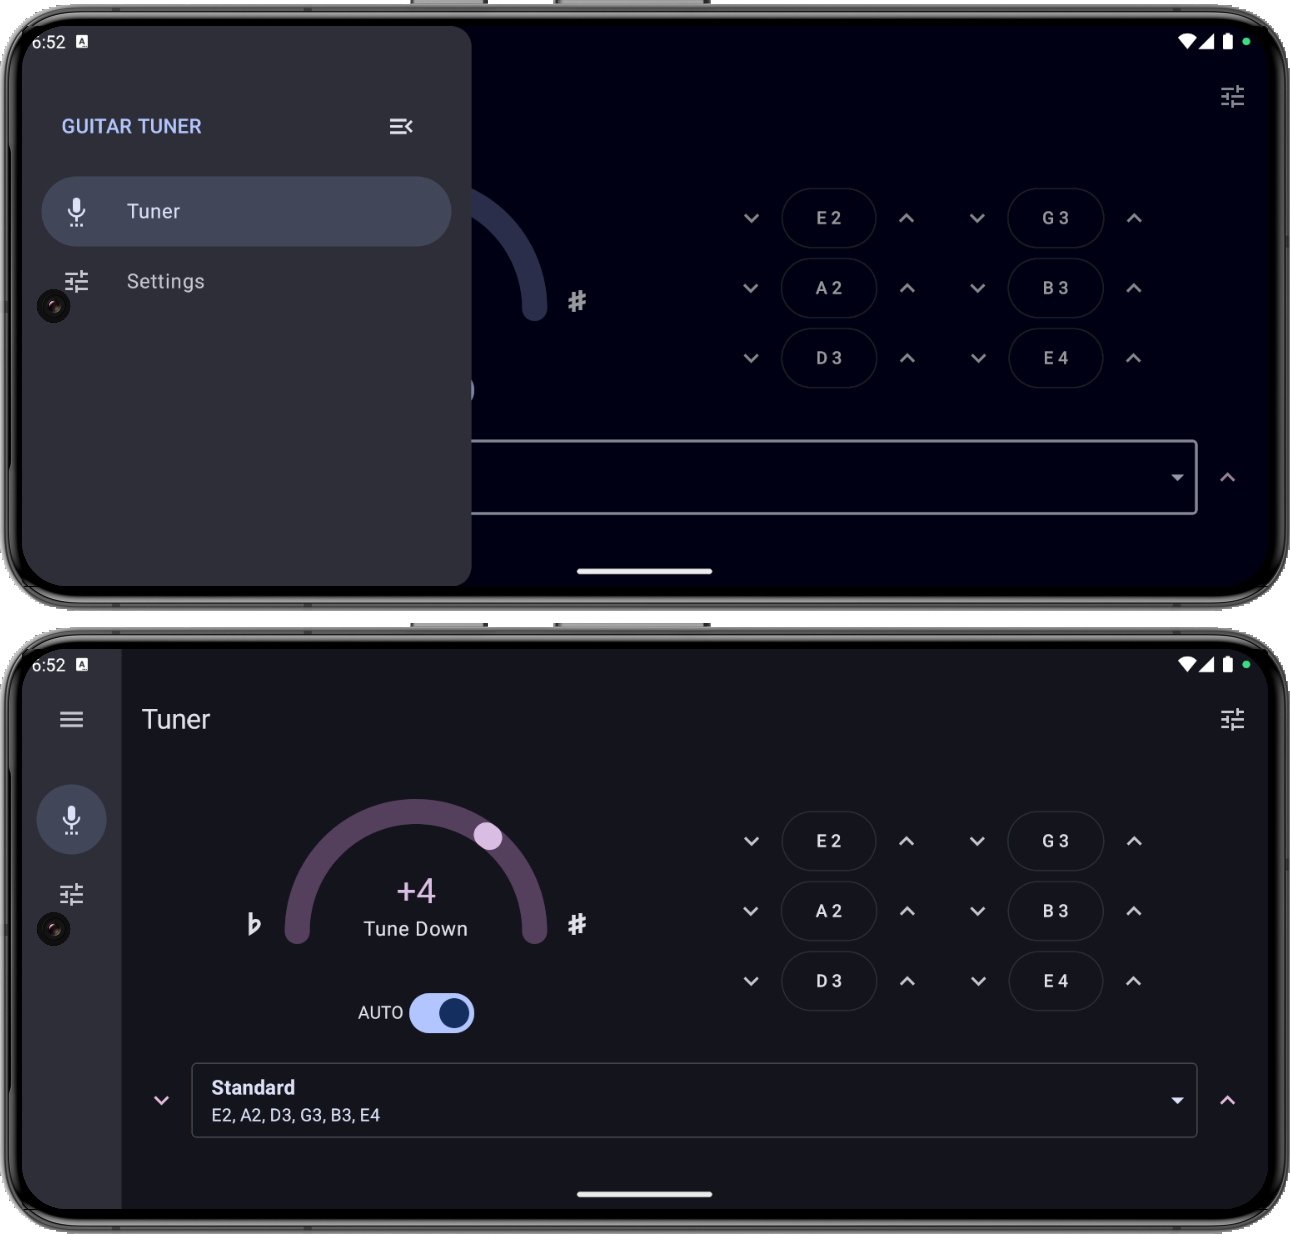 6:52
GUITAR TUNER
Tuner
Settings
E 2
G 3
A 2
B 3
D 3
E 4
♯
6:52
Tuner
E 2
G 3
A 2
B 3
D 3
E 4
+4
Tune Down
♭
♯
AUTO
Standard
E2, A2, D3, G3, B3, E4